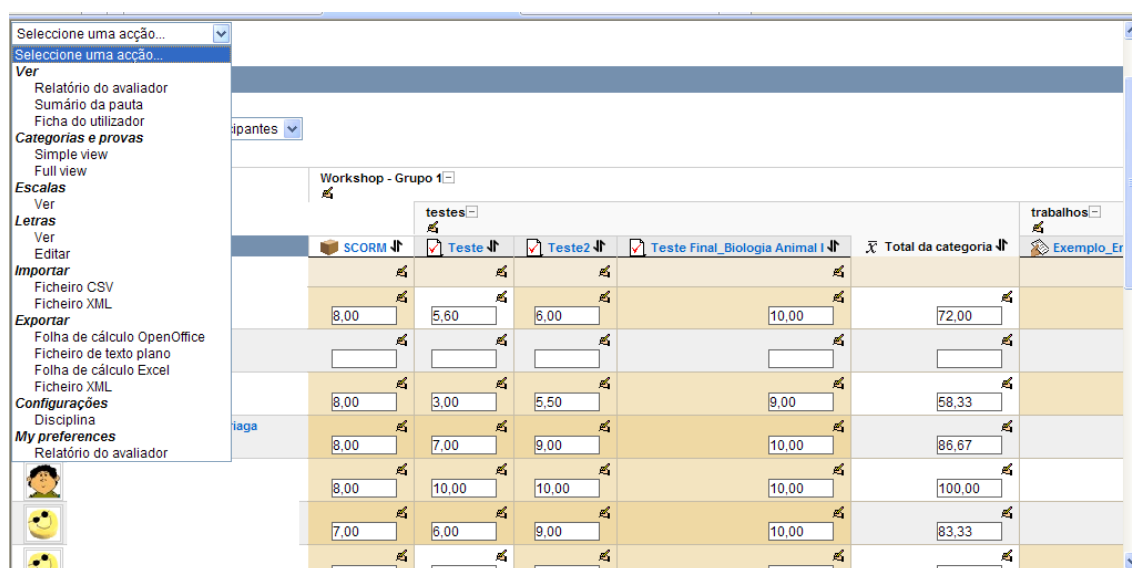 Seleccione uma acção...
Seleccione uma acção...
Ver
Relatório do avaliador
Sumário da pauta
Ficha do utilizador
Categorias e provas
Simple view
Full view
Escalas
Ver
Letras
Ver
Editar
Importar
Ficheiro CSV
Ficheiro XML
Exportar
Folha de cálculo OpenOffice
Ficheiro de texto plano
Folha de cálculo Excel
Ficheiro XML
Configurações
Disciplina
My preferences
Relatório do avaliador
cipantes
Workshop - Grupo 1
testes
trabalhos
SCORM Teste Teste2 Teste Final_Biologia Animal I x̄ Total da categoria Exemplo_Er
8,00 5,60 6,00 10,00 72,00
8,00 3,00 5,50 9,00 58,33
iaga
8,00 7,00 9,00 10,00 86,67
8,00 10,00 10,00 10,00 100,00
7,00 6,00 9,00 10,00 83,33